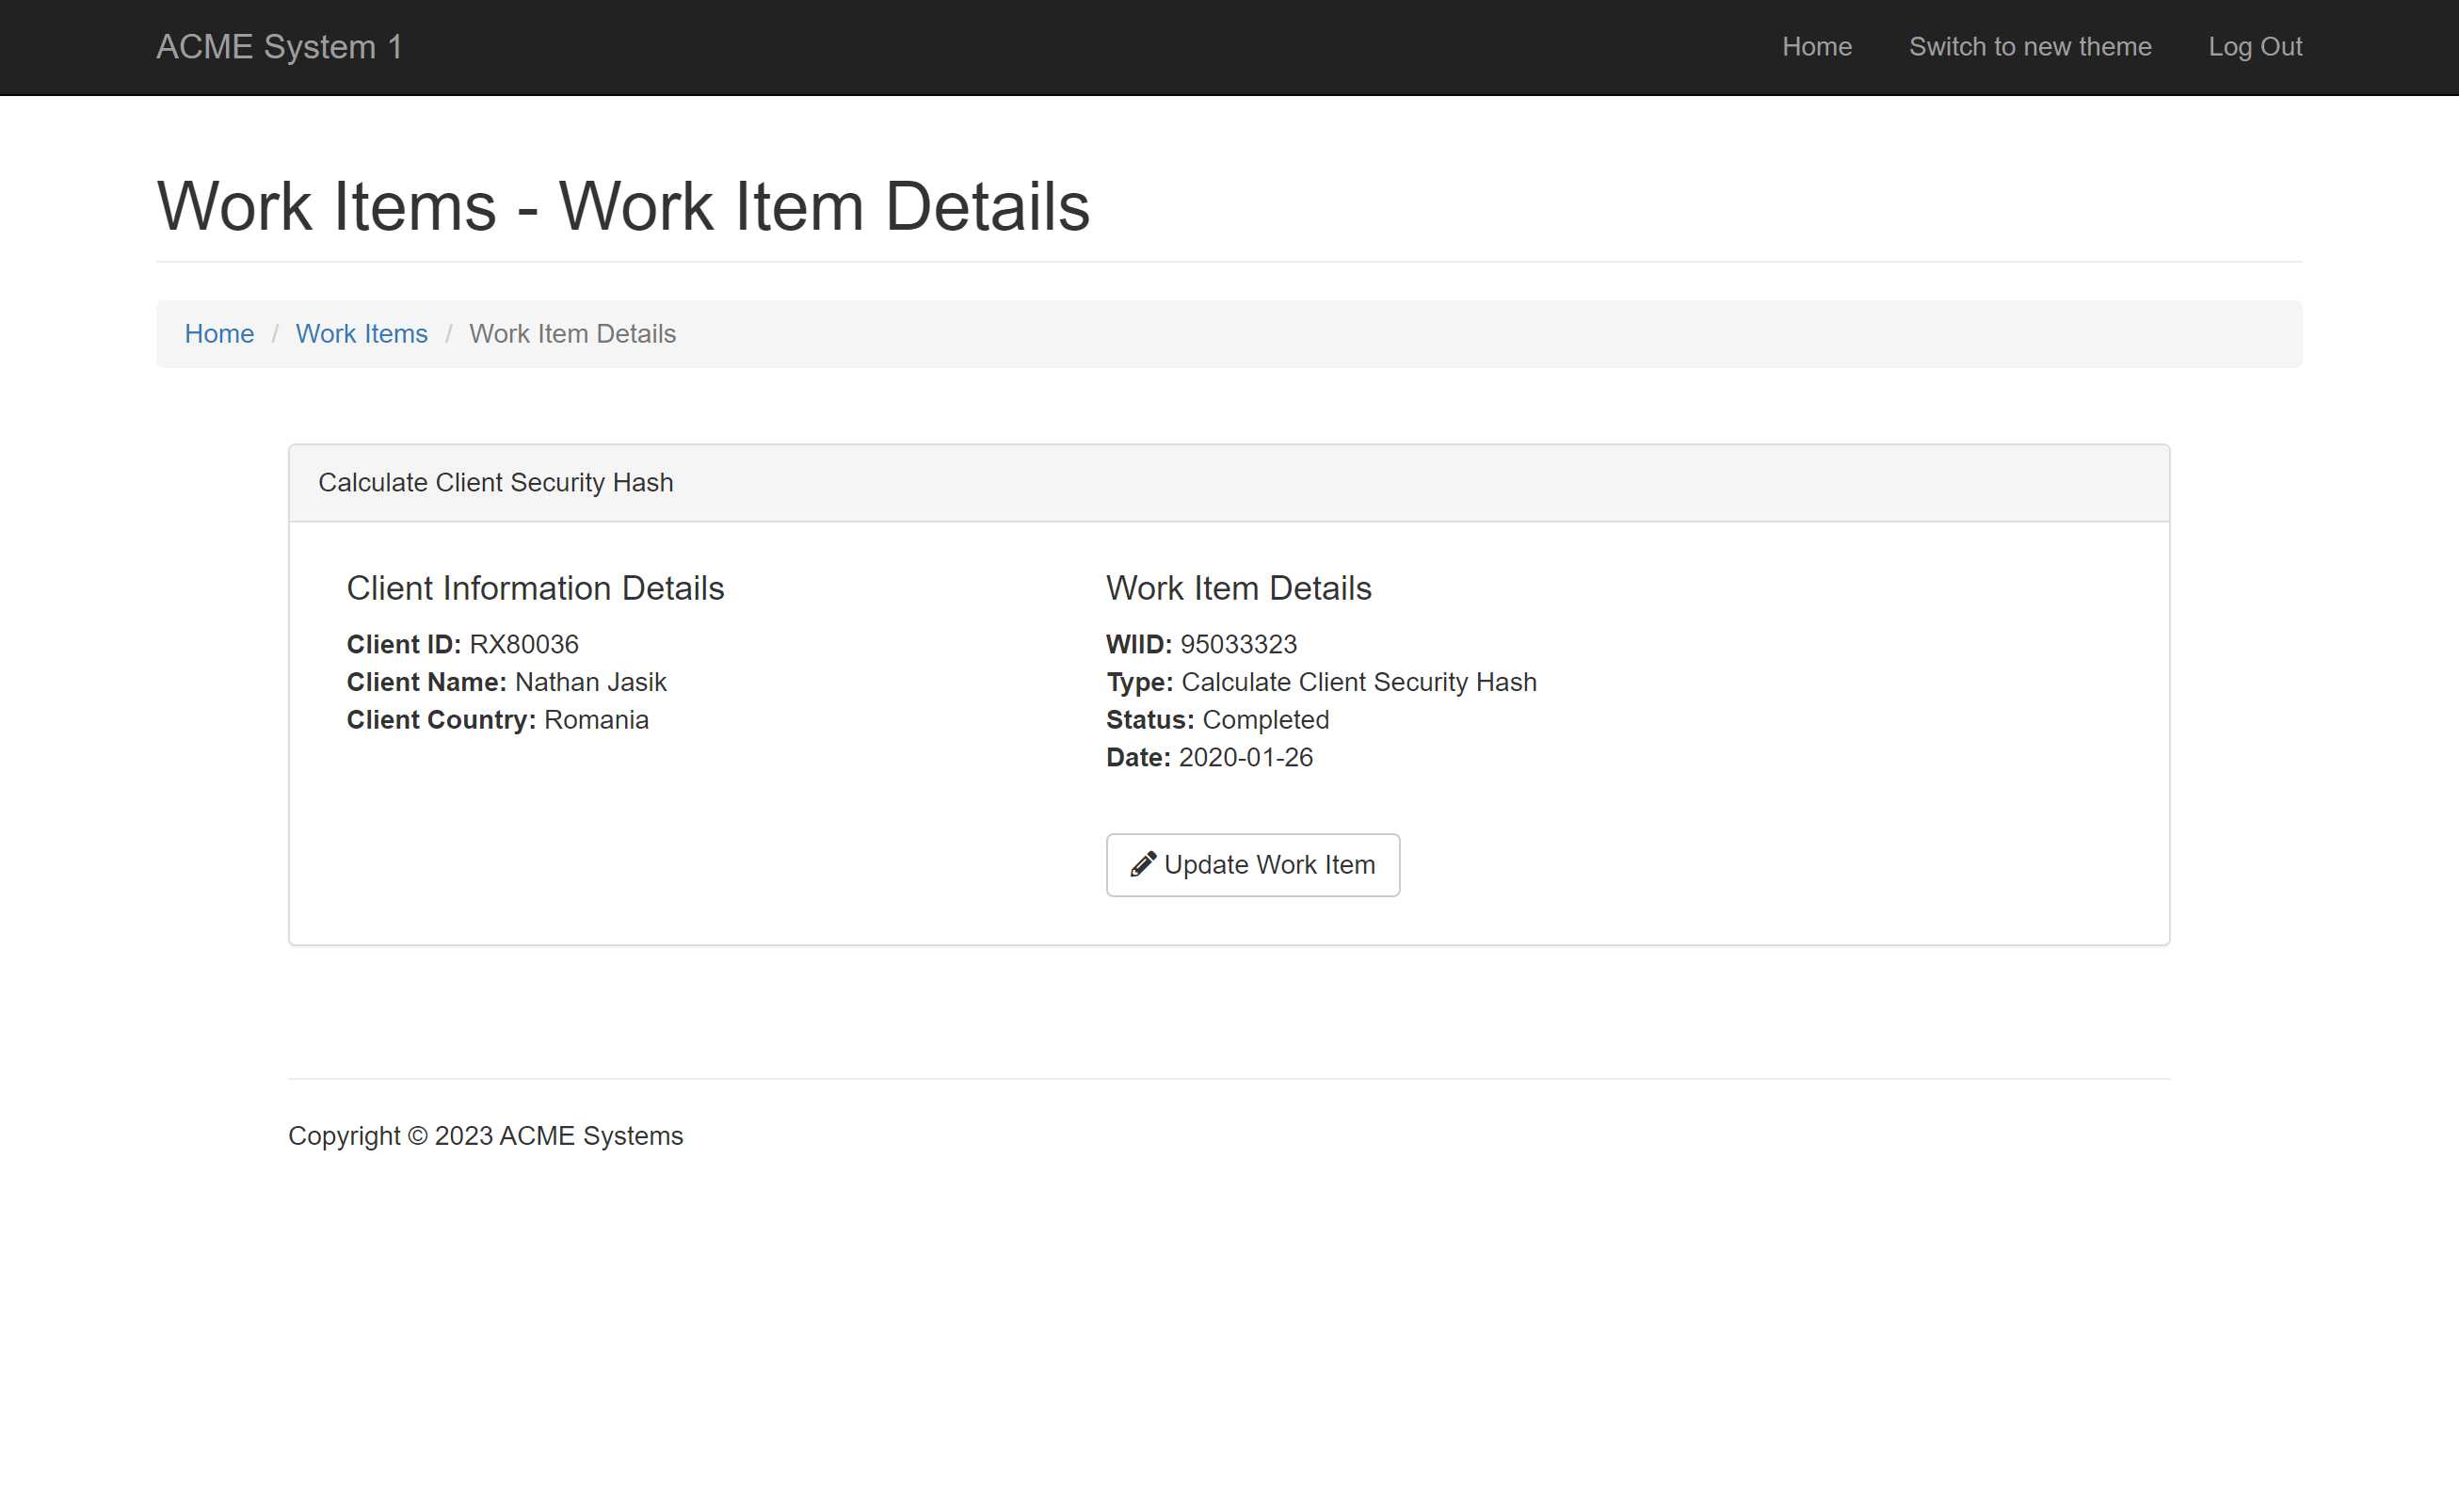 ACME System 1
Home
Switch to new theme
Log Out
Work Items - Work Item Details
Home / Work Items / Work Item Details
Calculate Client Security Hash
Client Information Details
Client ID: RX80036
Client Name: Nathan Jasik
Client Country: Romania
Work Item Details
WIID: 95033323
Type: Calculate Client Security Hash
Status: Completed
Date: 2020-01-26
Update Work Item
Copyright © 2023 ACME Systems